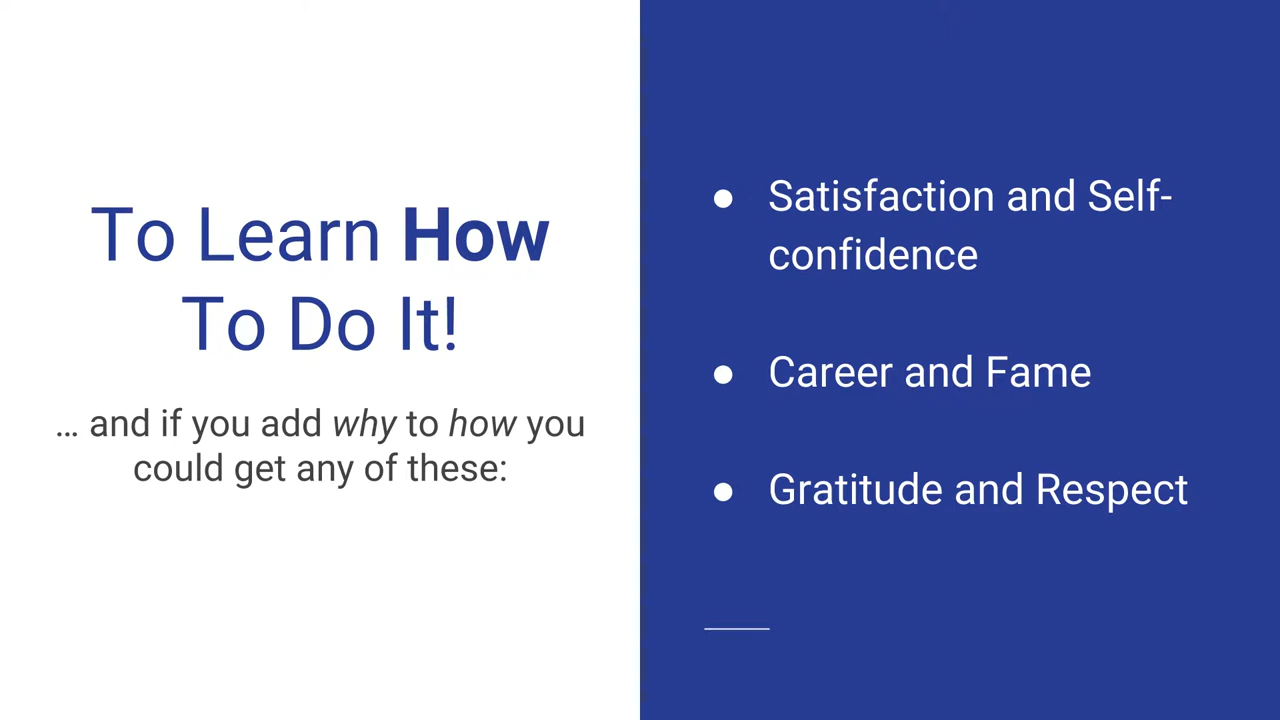 To Learn How
To Do It!
... and if you add why to how you
could get any of these:
● Satisfaction and Self-
confidence
● Career and Fame
● Gratitude and Respect